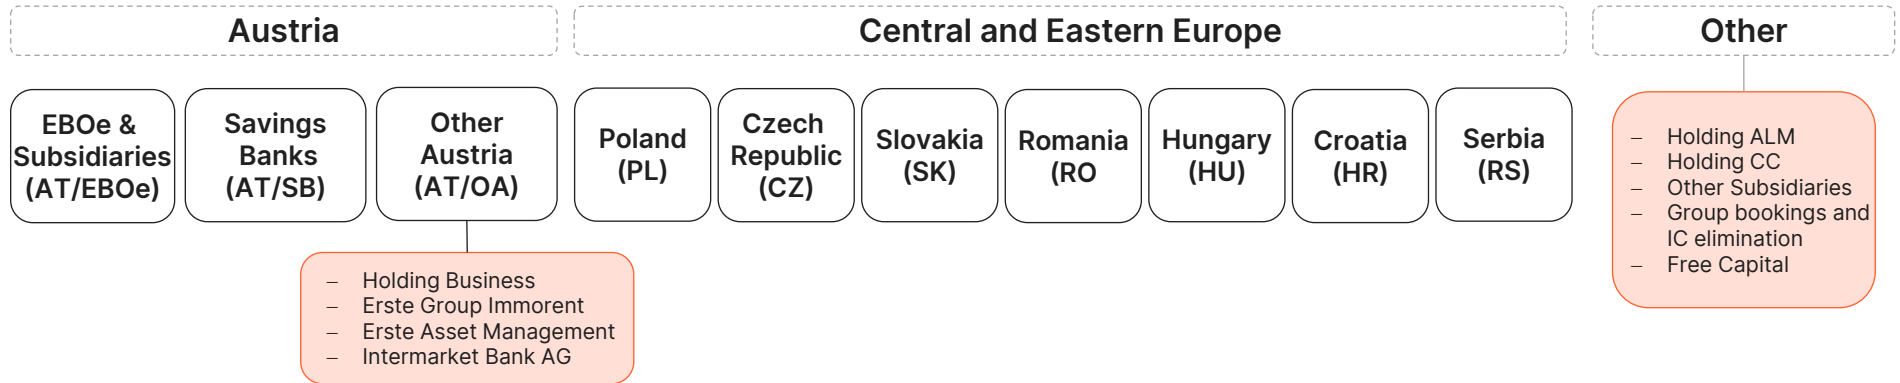 Austria
Central and Eastern Europe
Other
EBOe &
Subsidiaries
(AT/EBOe)
Savings
Banks
(AT/SB)
Other
Austria
(AT/OA)
Poland
(PL)
Czech
Republic
(CZ)
Slovakia
(SK)
Romania
(RO
Hungary
(HU)
Croatia
(HR)
Serbia
(RS)
– Holding ALM
– Holding CC
– Other Subsidiaries
– Group bookings and
IC elimination
– Free Capital
– Holding Business
– Erste Group Immorent
– Erste Asset Management
– Intermarket Bank AG